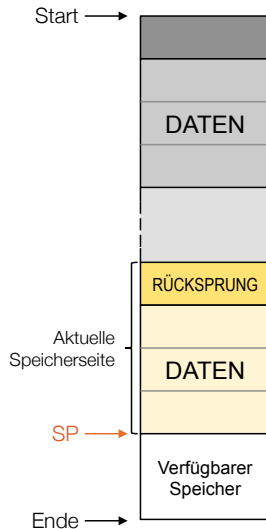 Start
DATEN
RÜCKSPRUNG
Aktuelle
Speicherseite
DATEN
SP
Verfügbarer
Speicher
Ende